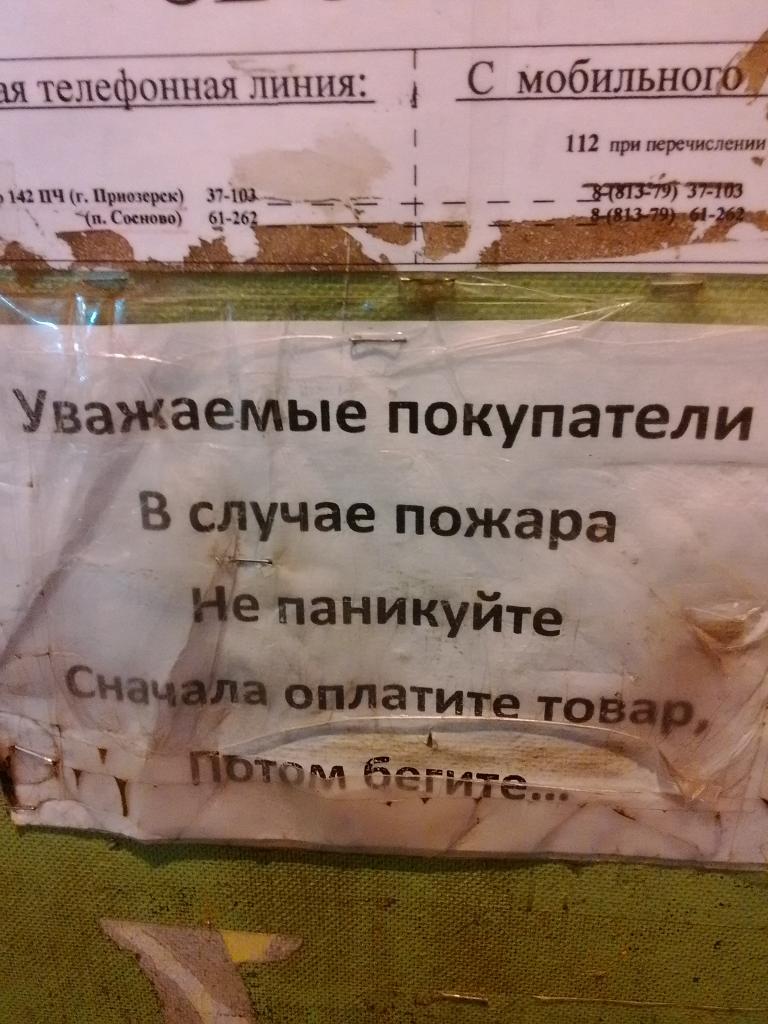 ая телефонная линия:
С мобильного
112 при перечислении
142 ПЧ (г. Приозерск) 37-103
8-(813-79) 37-103
(п. Сосново) 61-262
8-(813-79) 61-262
Уважаемые покупатели
В случае пожара
Не паникуйте
Сначала оплатите товар,
Потом бегите...